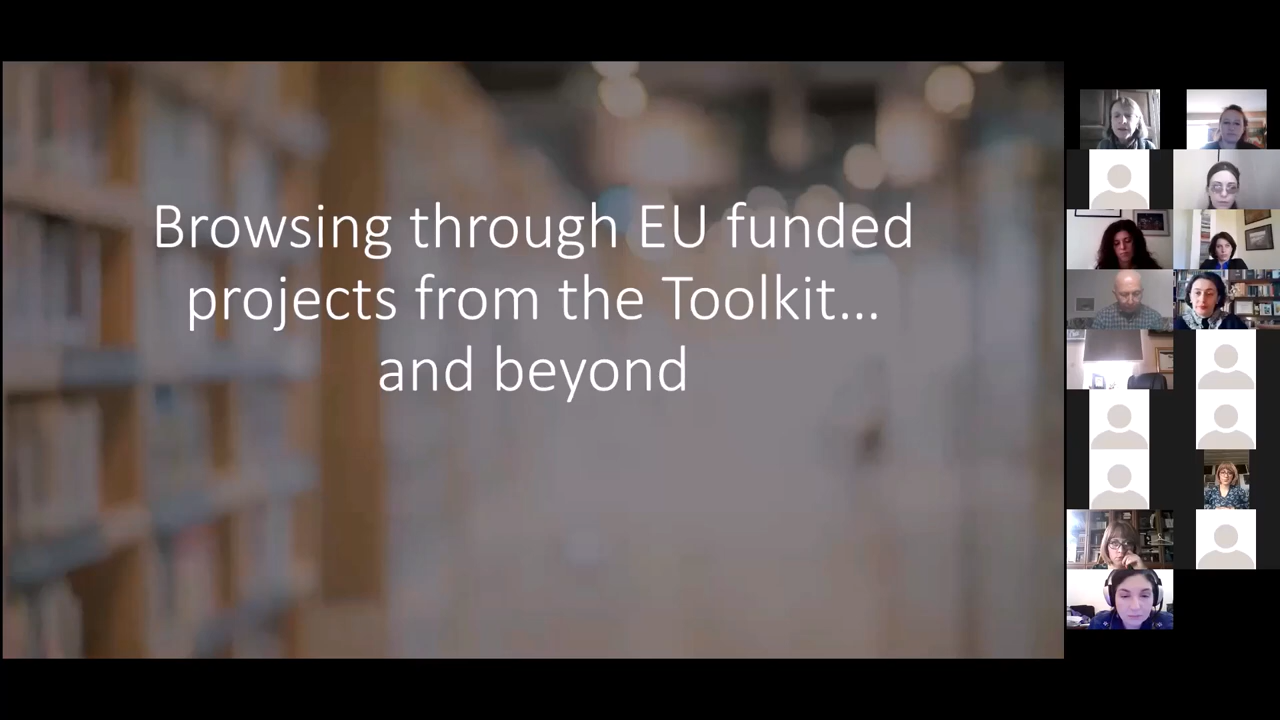 Browsing through EU funded
projects from the Toolkit...
and beyond